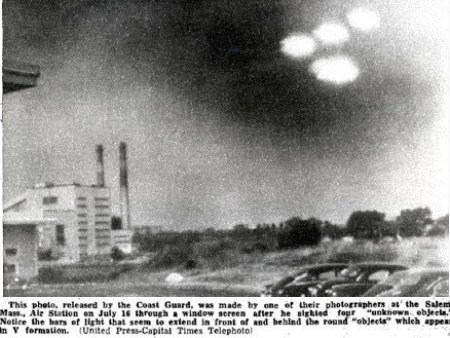 This photo, released by the Coast Guard, was made by one of their photographers at the Salem
Mass., Air Station on July 16 through a window screen after he sighted four "unknown objects."
Notice the bars of light that seem to extend in front of and behind the round "objects" which appea
in V formation. (United Press-Capital Times Telephoto)